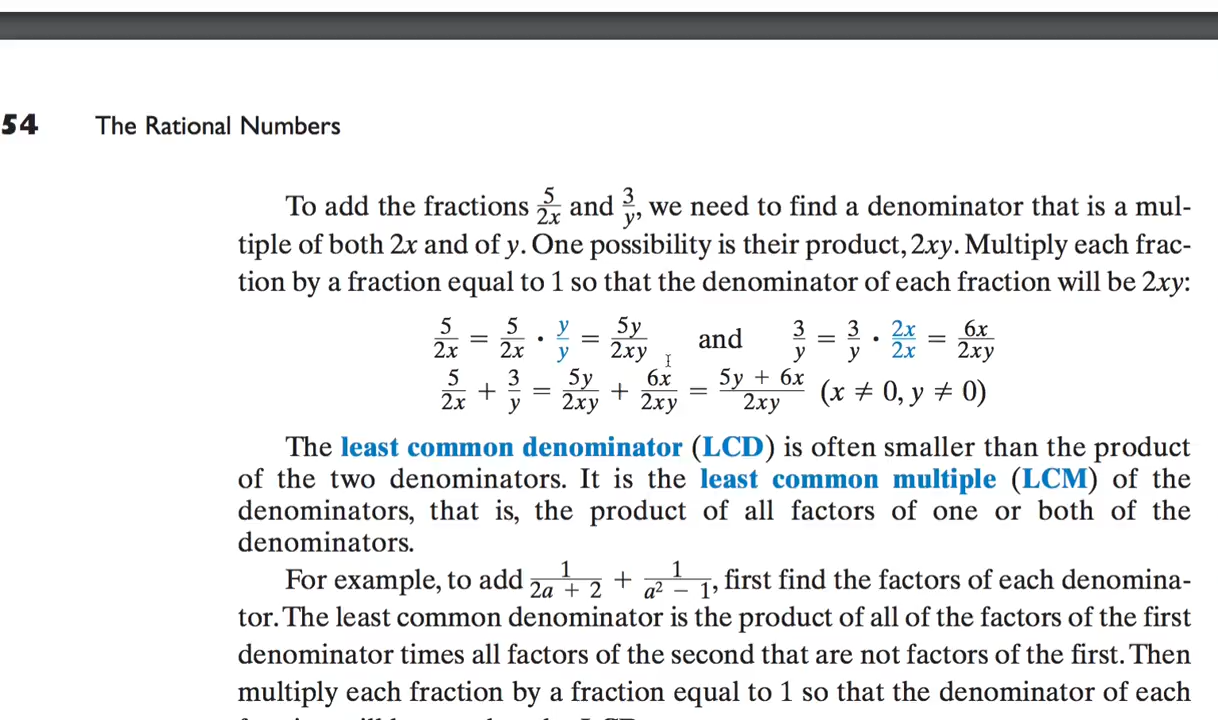 54 The Rational Numbers
To add the fractions 5/2x and 3/y, we need to find a denominator that is a mul-
tiple of both 2x and of y. One possibility is their product, 2xy. Multiply each frac-
tion by a fraction equal to 1 so that the denominator of each fraction will be 2xy:
5/2x = 5/2x · y/y = 5y/2xy and 3/y = 3/y · 2x/2x = 6x/2xy
5/2x + 3/y = 5y/2xy + 6x/2xy = (5y + 6x)/2xy (x ≠ 0, y ≠ 0)
The least common denominator (LCD) is often smaller than the product
of the two denominators. It is the least common multiple (LCM) of the
denominators, that is, the product of all factors of one or both of the
denominators.
For example, to add 1/(2a + 2) + 1/(a² − 1), first find the factors of each denomina-
tor. The least common denominator is the product of all of the factors of the first
denominator times all factors of the second that are not factors of the first. Then
multiply each fraction by a fraction equal to 1 so that the denominator of each